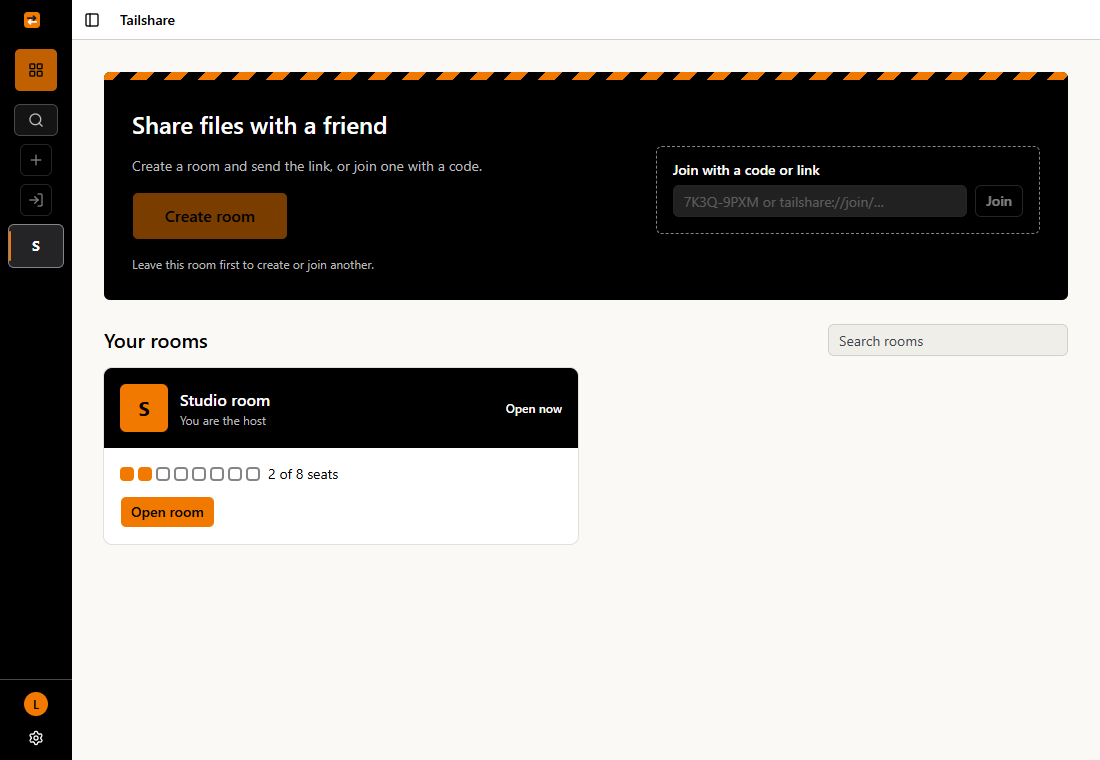 Tailshare
Share files with a friend
Create a room and send the link, or join one with a code.
Create room
Leave this room first to create or join another.
Join with a code or link
7K3Q-9PXM or tailshare://join/...
Join
S
Your rooms
Search rooms
S
Studio room
You are the host
Open now
2 of 8 seats
Open room
L